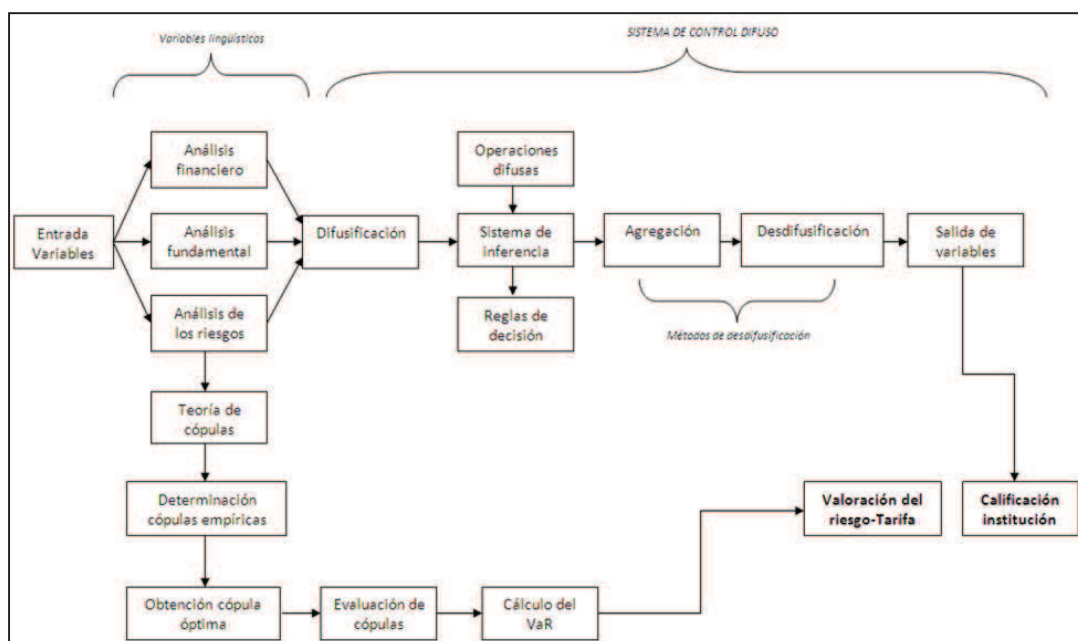 Variables lingüísticas
SISTEMA DE CONTROL DIFUSO
Análisis
financiero
Operaciones
difusas
Entrada
Variables
Análisis
fundamental
Difusificación
Sistema de
inferencia
Agregación
Desdifusificación
Salida de
variables
Análisis de
los riesgos
Reglas de
decisión
Métodos de desdifusificación
Teoría de
cópulas
Determinación
cópulas empíricas
Valoración del
riesgo-Tarifa
Calificación
institución
Obtención cópula
óptima
Evaluación de
cópulas
Cálculo del
VaR